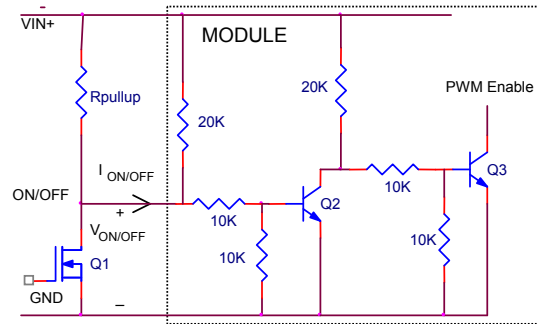 -
VIN+
MODULE
Rpullup
20K
20K
PWM Enable
ON/OFF
I ON/OFF
+
10K
Q2
10K
Q3
V ON/OFF
10K
10K
Q1
GND
–